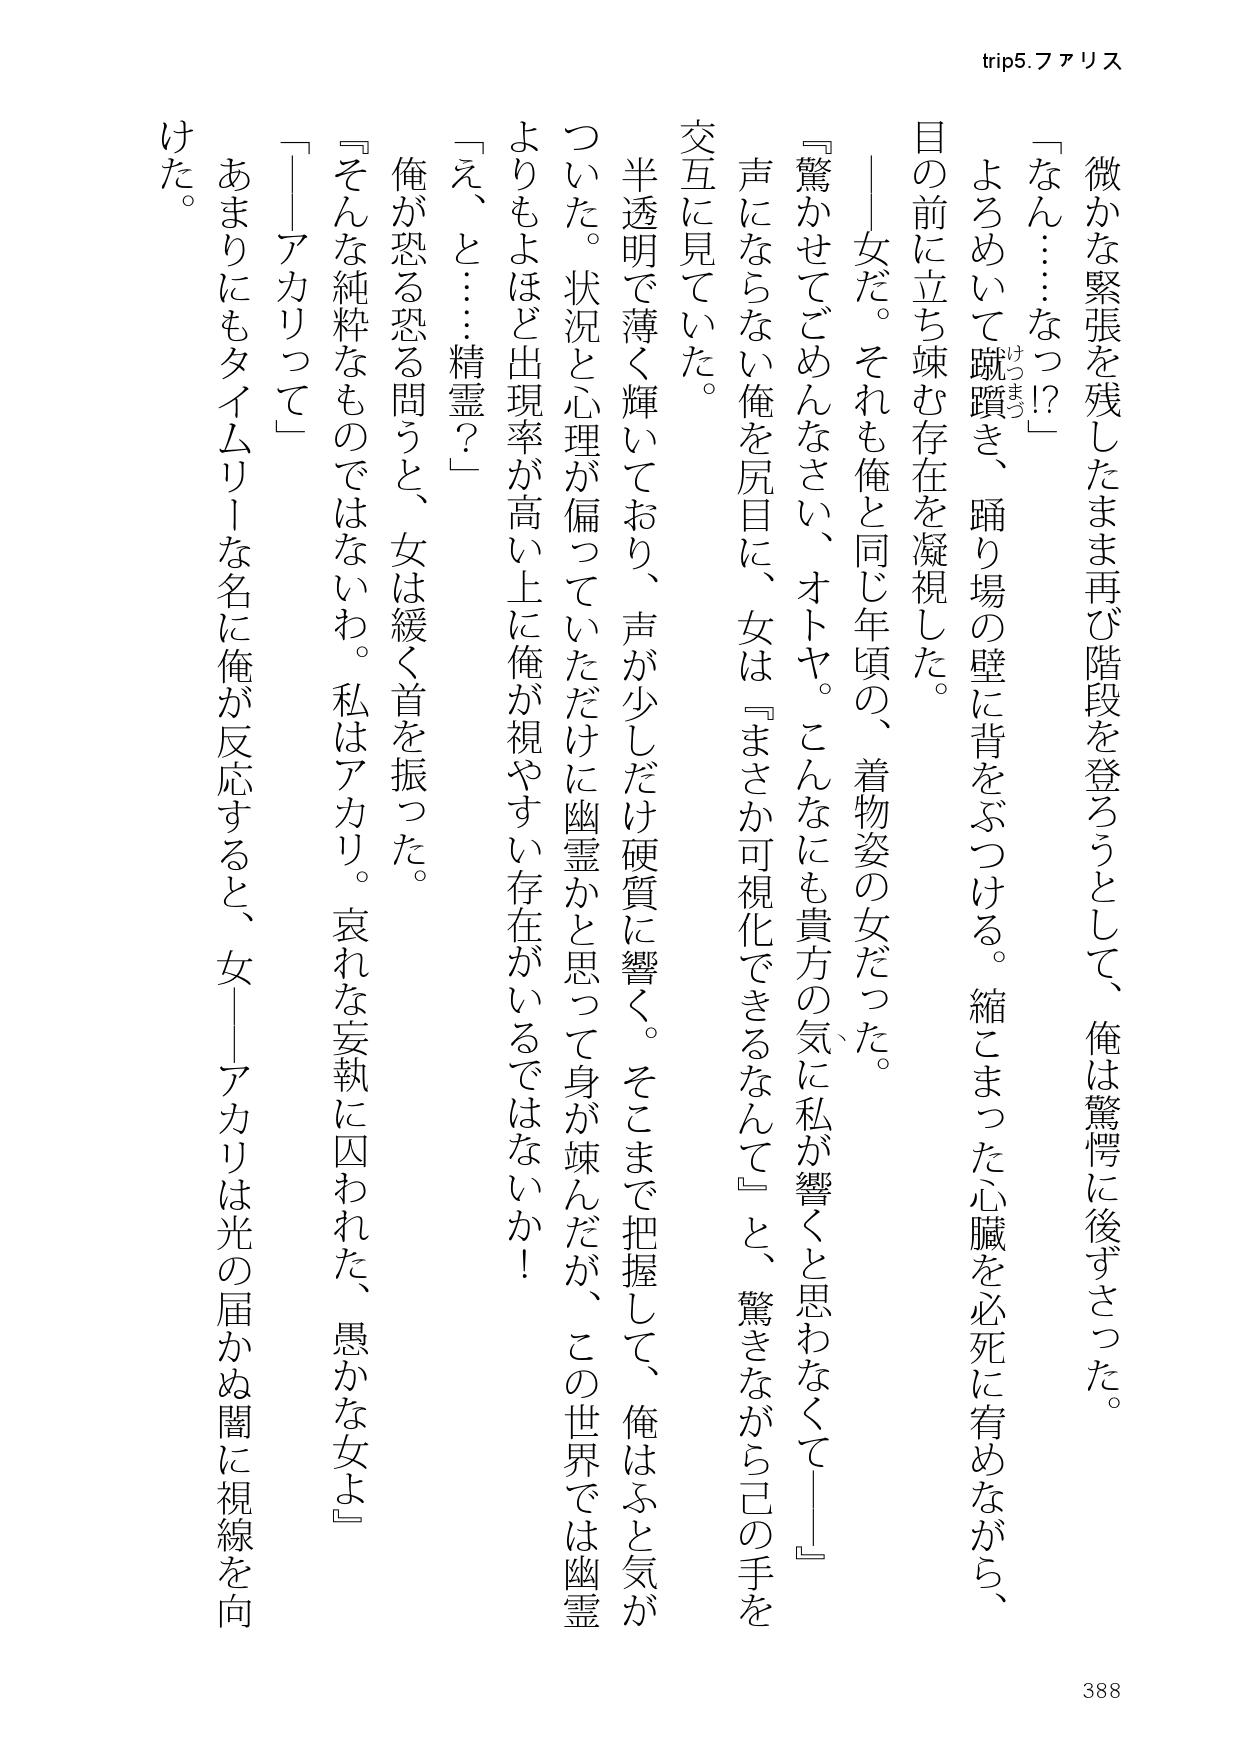 trip5.ファリス
　微かな緊張を残したまま再び階段を登ろうとして、俺は驚愕に後ずさった。
「なん……なっ!?」
　よろめいて蹴躓き、踊り場の壁に背をぶつける。縮こまった心臓を必死に宥めながら、
けつまづ
目の前に立ち竦む存在を凝視した。
　――女だ。それも俺と同じ年頃の、着物姿の女だった。
『驚かせてごめんなさい、オトヤ。こんなにも貴方の気に私が響くと思わなくて――』
　声にならない俺を尻目に、女は『まさか可視化できるなんて』と、驚きながら己の手を
交互に見ていた。
　半透明で薄く輝いており、声が少しだけ硬質に響く。そこまで把握して、俺はふと気が
ついた。状況と心理が偏っていただけに幽霊かと思って身が竦んだが、この世界では幽霊
よりもよほど出現率が高い上に俺が視やすい存在がいるではないか！
「え、と……精霊？」
　俺が恐る恐る問うと、女は緩く首を振った。
『そんな純粋なものではないわ。私はアカリ。哀れな妄執に囚われた、愚かな女よ』
「――アカリって」
　あまりにもタイムリーな名に俺が反応すると、女――アカリは光の届かぬ闇に視線を向
けた。
388